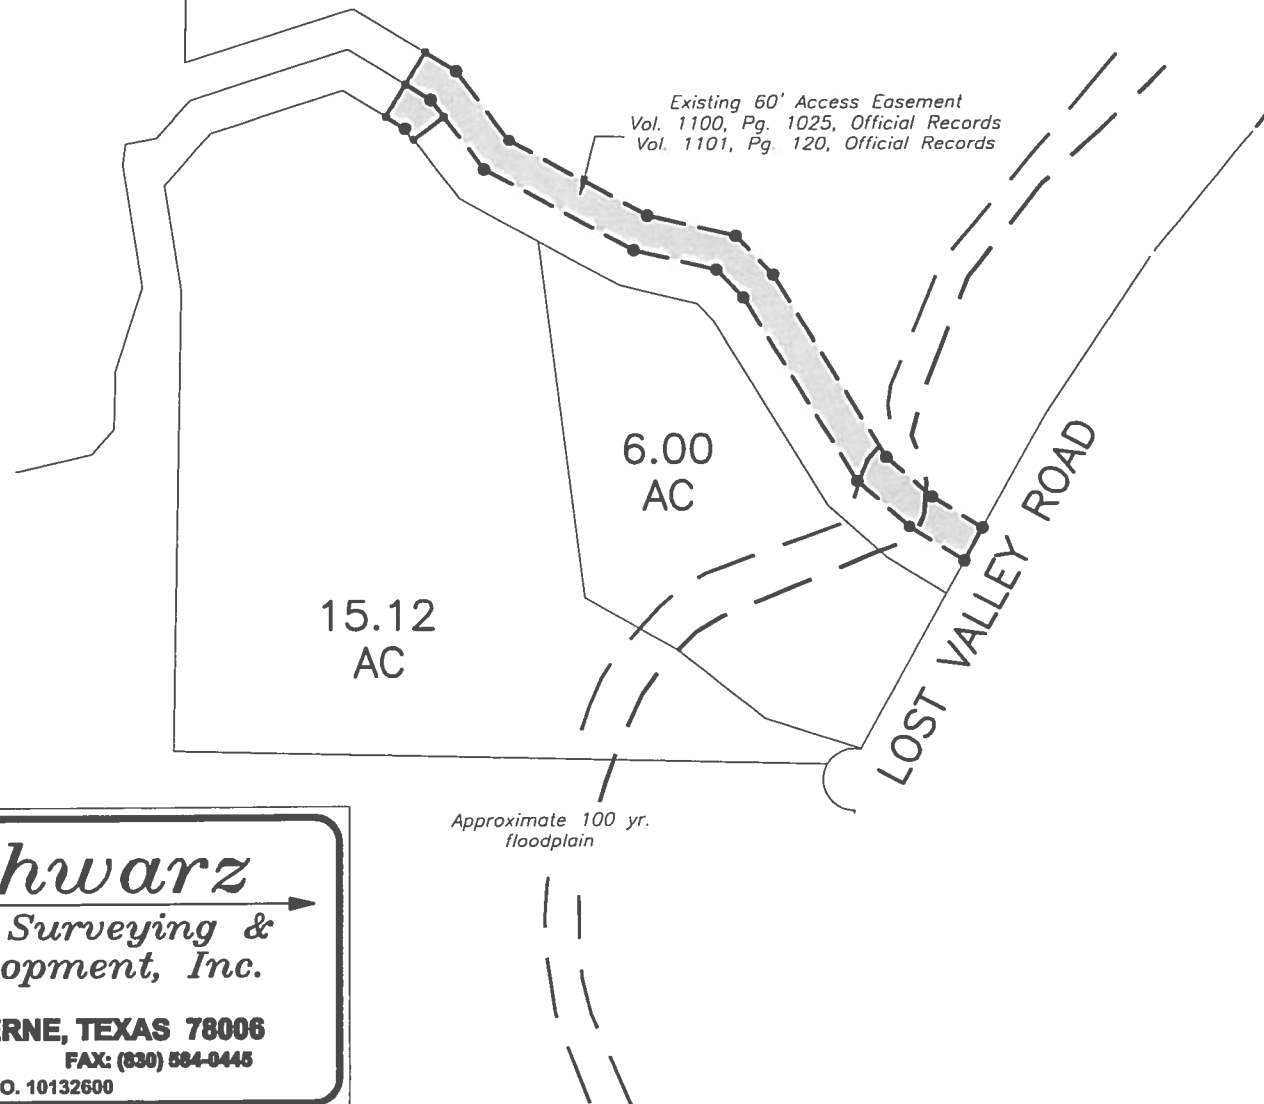 Existing 60' Access Easement
Vol. 1100, Pg. 1025, Official Records
Vol. 1101, Pg. 120, Official Records
6.00
AC
15.12
AC
LOST VALLEY ROAD
Approximate 100 yr.
floodplain
hwarz
Surveying &
opment, Inc.
ERNE, TEXAS 78006
FAX: (830) 584-0445
O. 10132600